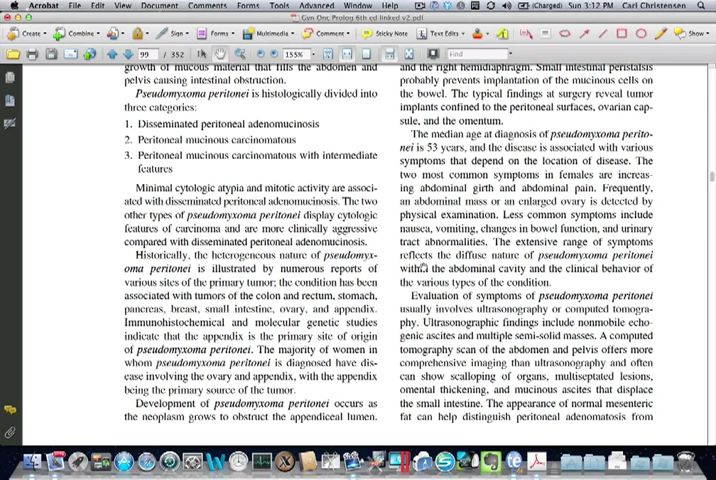 Acrobat File Edit View Document Comments Forms Tools Advanced Window Help (Charged) Sun 3:12 PM Carl Christensen
Gyn Onc Prolog 6th ed linked v2.pdf
Create Combine Sign Forms Multimedia Comment Sticky Note Text Edits Show
99 / 352 155% Find
growth of mucous material that fills the abdomen and
pelvis causing intestinal obstruction.
Pseudomyxoma peritonei is histologically divided into
three categories:
1. Disseminated peritoneal adenomucinosis
2. Peritoneal mucinous carcinomatous
3. Peritoneal mucinous carcinomatous with intermediate
features
Minimal cytologic atypia and mitotic activity are associ-
ated with disseminated peritoneal adenomucinosis. The two
other types of pseudomyxoma peritonei display cytologic
features of carcinoma and are more clinically aggressive
compared with disseminated peritoneal adenomucinosis.
Historically, the heterogeneous nature of pseudomyx-
oma peritonei is illustrated by numerous reports of
various sites of the primary tumor; the condition has been
associated with tumors of the colon and rectum, stomach,
pancreas, breast, small intestine, ovary, and appendix.
Immunohistochemical and molecular genetic studies
indicate that the appendix is the primary site of origin
of pseudomyxoma peritonei. The majority of women in
whom pseudomyxoma peritonei is diagnosed have dis-
ease involving the ovary and appendix, with the appendix
being the primary source of the tumor.
Development of pseudomyxoma peritonei occurs as
the neoplasm grows to obstruct the appendiceal lumen.
and the right hemidiaphragm. Small intestinal peristalsis
probably prevents implantation of the mucinous cells on
the bowel. The typical findings at surgery reveal tumor
implants confined to the peritoneal surfaces, ovarian cap-
sule, and the omentum.
The median age at diagnosis of pseudomyxoma perito-
nei is 53 years, and the disease is associated with various
symptoms that depend on the location of disease. The
two most common symptoms in females are increas-
ing abdominal girth and abdominal pain. Frequently,
an abdominal mass or an enlarged ovary is detected by
physical examination. Less common symptoms include
nausea, vomiting, changes in bowel function, and urinary
tract abnormalities. The extensive range of symptoms
reflects the diffuse nature of pseudomyxoma peritonei
within the abdominal cavity and the clinical behavior of
the various types of the condition.
Evaluation of symptoms of pseudomyxoma peritonei
usually involves ultrasonography or computed tomogra-
phy. Ultrasonographic findings include nonmobile echo-
genic ascites and multiple semi-solid masses. A computed
tomography scan of the abdomen and pelvis offers more
comprehensive imaging than ultrasonography and often
can show scalloping of organs, multiseptated lesions,
omental thickening, and mucinous ascites that displace
the small intestine. The appearance of normal mesenteric
fat can help distinguish peritoneal adenomatosis from